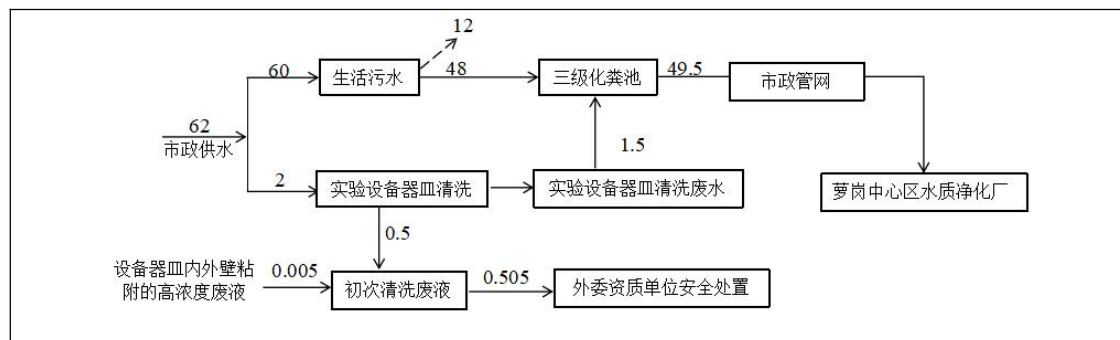 12
60
生活污水
48
三级化粪池
49.5
市政管网
62
市政供水
1.5
2
实验设备器皿清洗
实验设备器皿清洗废水
萝岗中心区水质净化厂
0.5
设备器皿内外壁粘
附的高浓度废液
0.005
初次清洗废液
0.505
外委资质单位安全处置